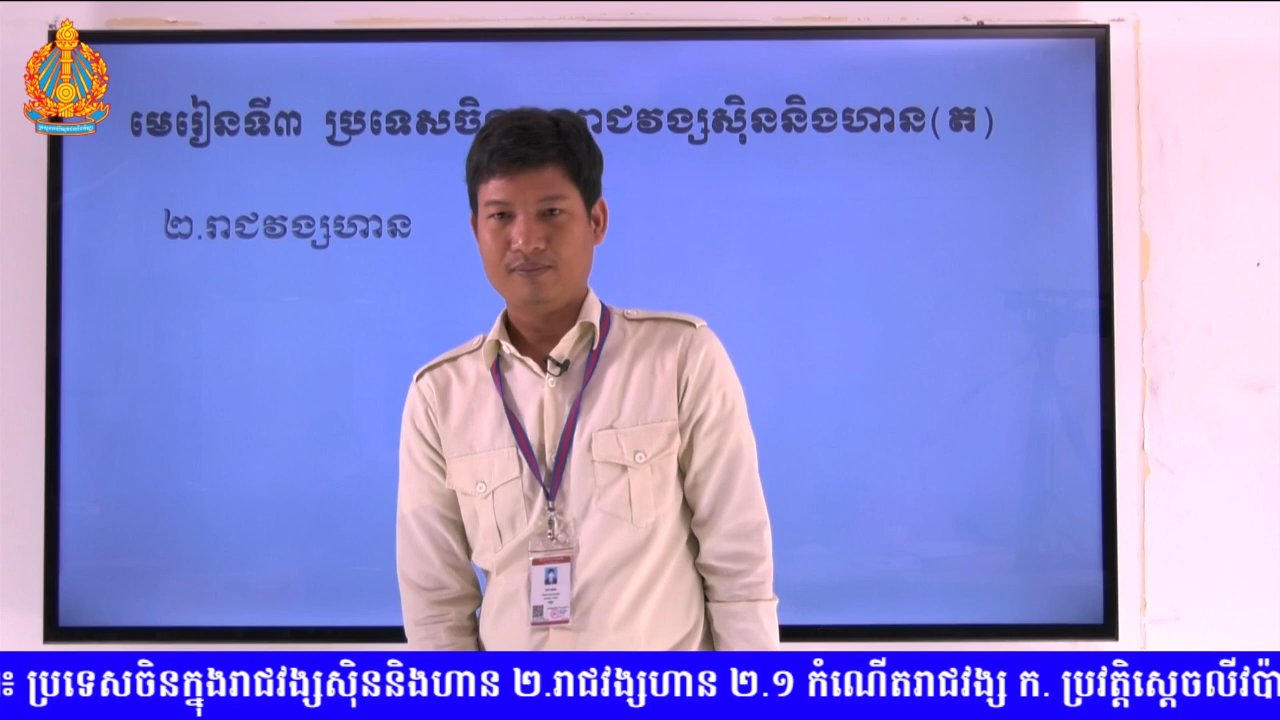 មេរៀនទី៣ ប្រទេសចិន រាជវង្សស៊ិននិងហាន(ត)
២.រាជវង្សហាន
៖ ប្រទេសចិនក្នុងរាជវង្សស៊ិននិងហាន ២.រាជវង្សហាន ២.១ កំណើតរាជវង្ស ក. ប្រវត្តិស្តេចលីវប៉ា